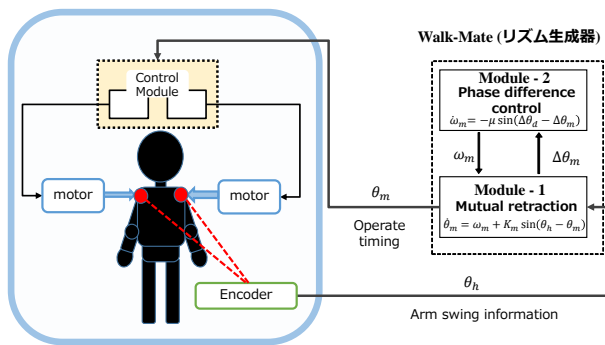 Walk-Mate (リズム生成器)
Control
Module
Module - 2
Phase difference
control
ω̇ₘ= −μ sin(Δθ_d − Δθₘ)
ωₘ
Δθₘ
motor
motor
θₘ
Operate
timing
Module - 1
Mutual retraction
θ̇ₘ = ωₘ + Kₘ sin(θₕ − θₘ)
Encoder
θₕ
Arm swing information